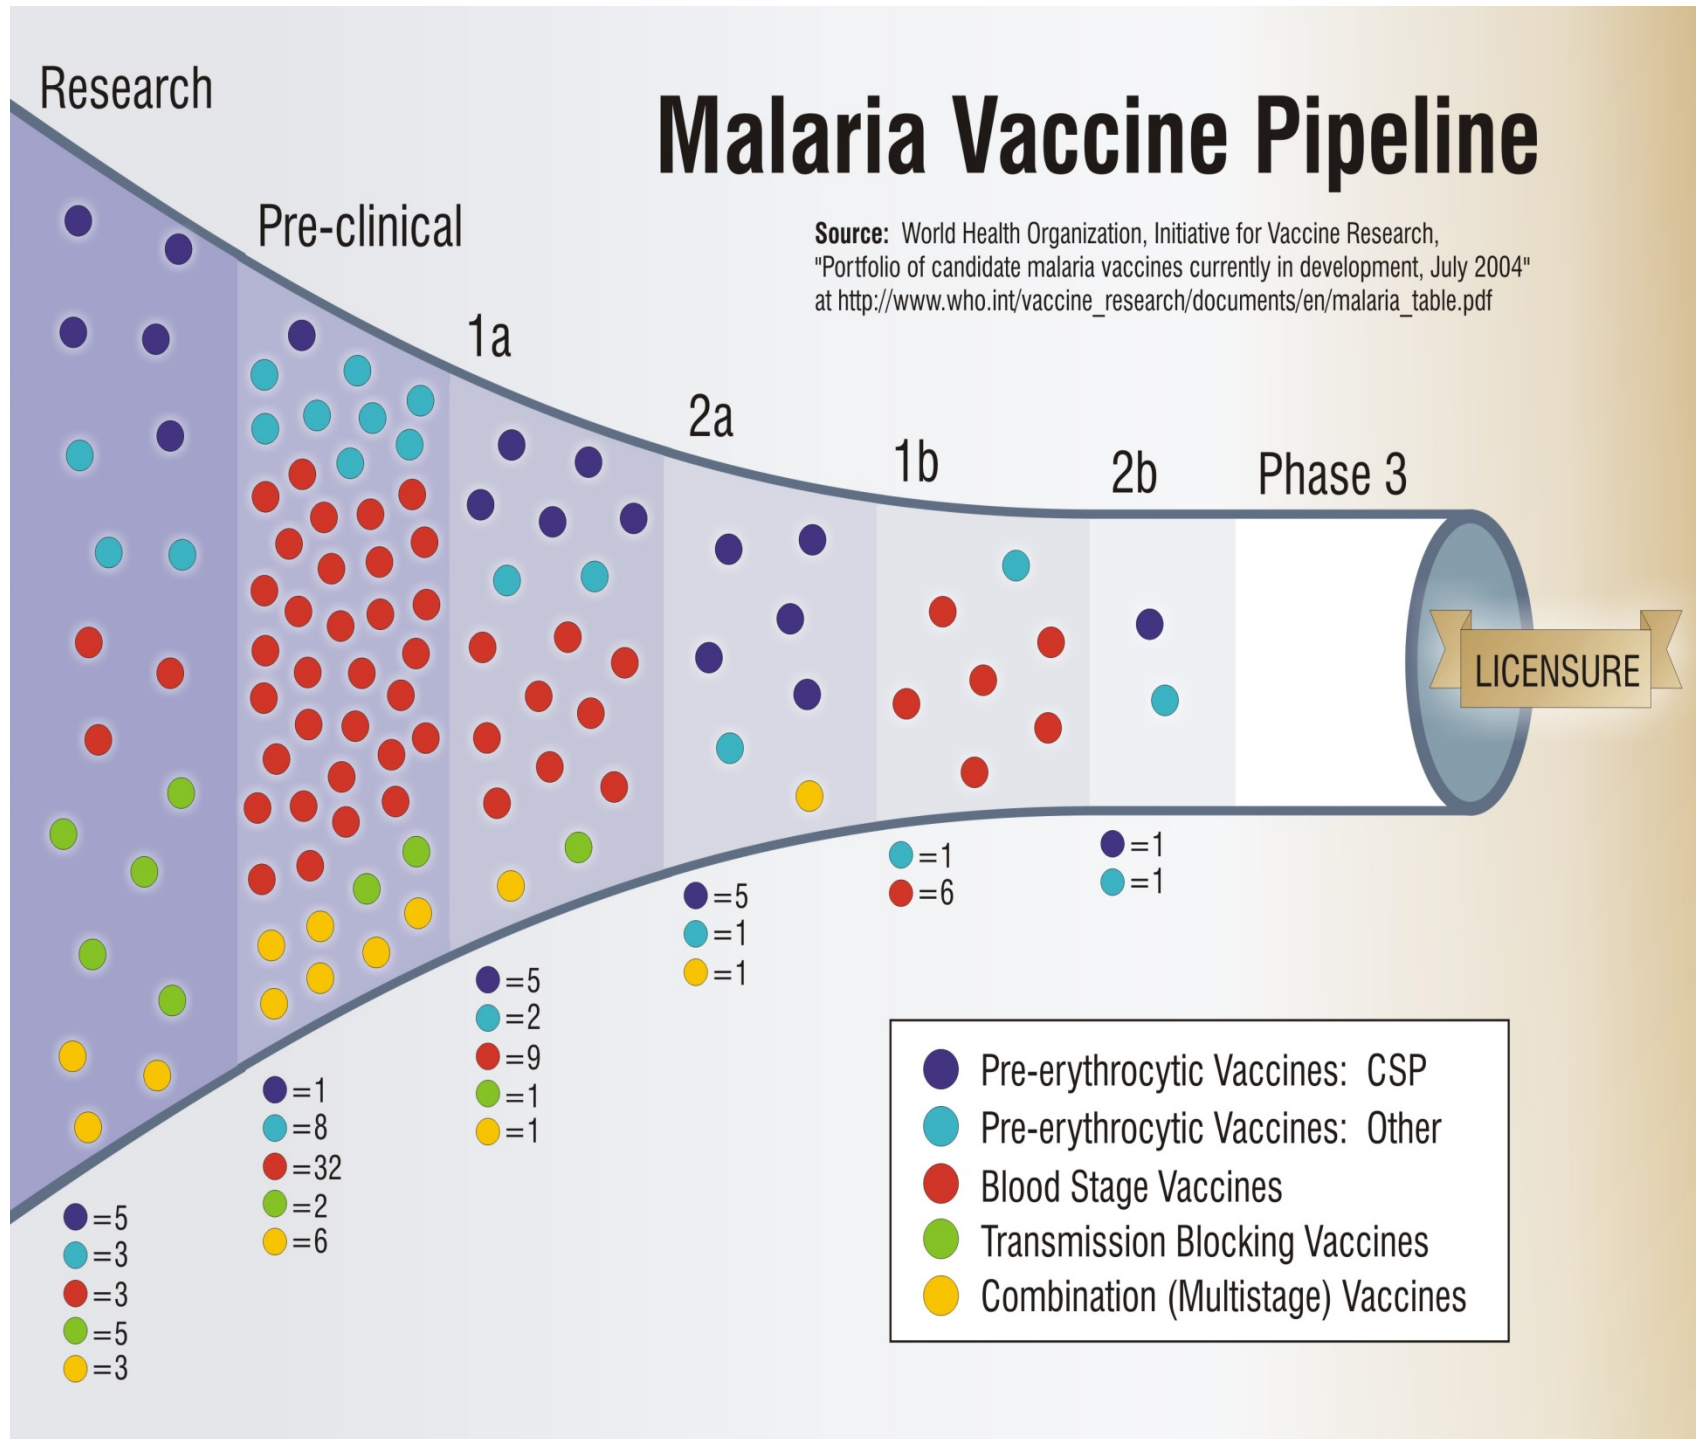 Research
Malaria Vaccine Pipeline
Pre-clinical
Source: World Health Organization, Initiative for Vaccine Research,
"Portfolio of candidate malaria vaccines currently in development, July 2004"
at http://www.who.int/vaccine_research/documents/en/malaria_table.pdf
1a
2a
1b
2b
Phase 3
LICENSURE
=5
=3
=3
=5
=3
=1
=8
=32
=2
=6
=5
=2
=9
=1
=1
=5
=1
=1
=1
=6
=1
=1
Pre-erythrocytic Vaccines: CSP
Pre-erythrocytic Vaccines: Other
Blood Stage Vaccines
Transmission Blocking Vaccines
Combination (Multistage) Vaccines